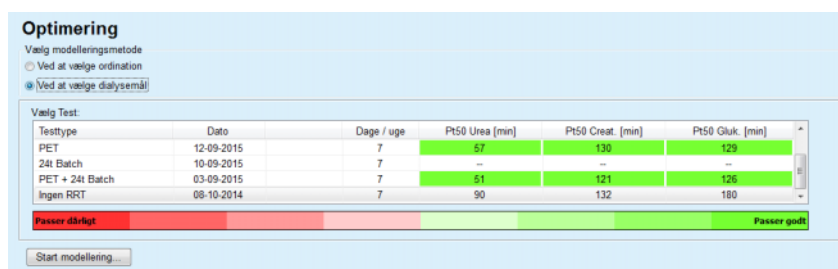 Optimering
Vælg modelleringsmetode
Ved at vælge ordination
Ved at vælge dialysemål
Vælg Test:
Testtype Dato Dage / uge Pt50 Urea [min] Pt50 Creat. [min] Pt50 Gluk. [min]
PET 12-09-2015 7 57 130 129
24t Batch 10-09-2015 7 -- -- --
PET + 24t Batch 03-09-2015 7 51 121 126
Ingen RRT 08-10-2014 7 90 132 180
Passer dårligt Passer godt
Start modellering...